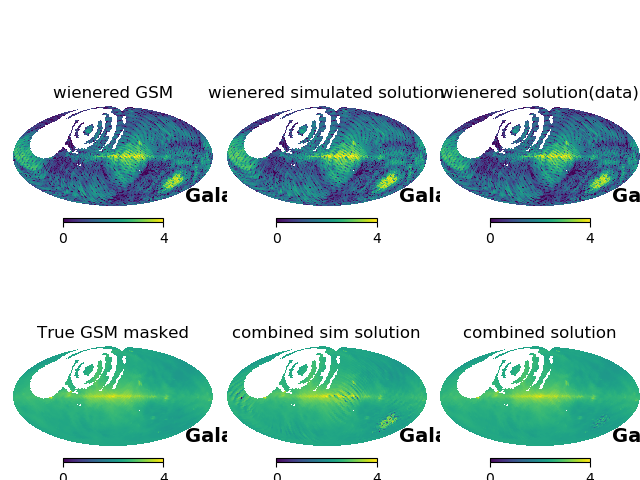 wienered GSM
wienered simulated solution
wienered solution(data)
Gala
Gala
Ga
0 4
0 4
0 4
True GSM masked
combined sim solution
combined solution
Gala
Gala
Ga
0 4
0 4
0 4